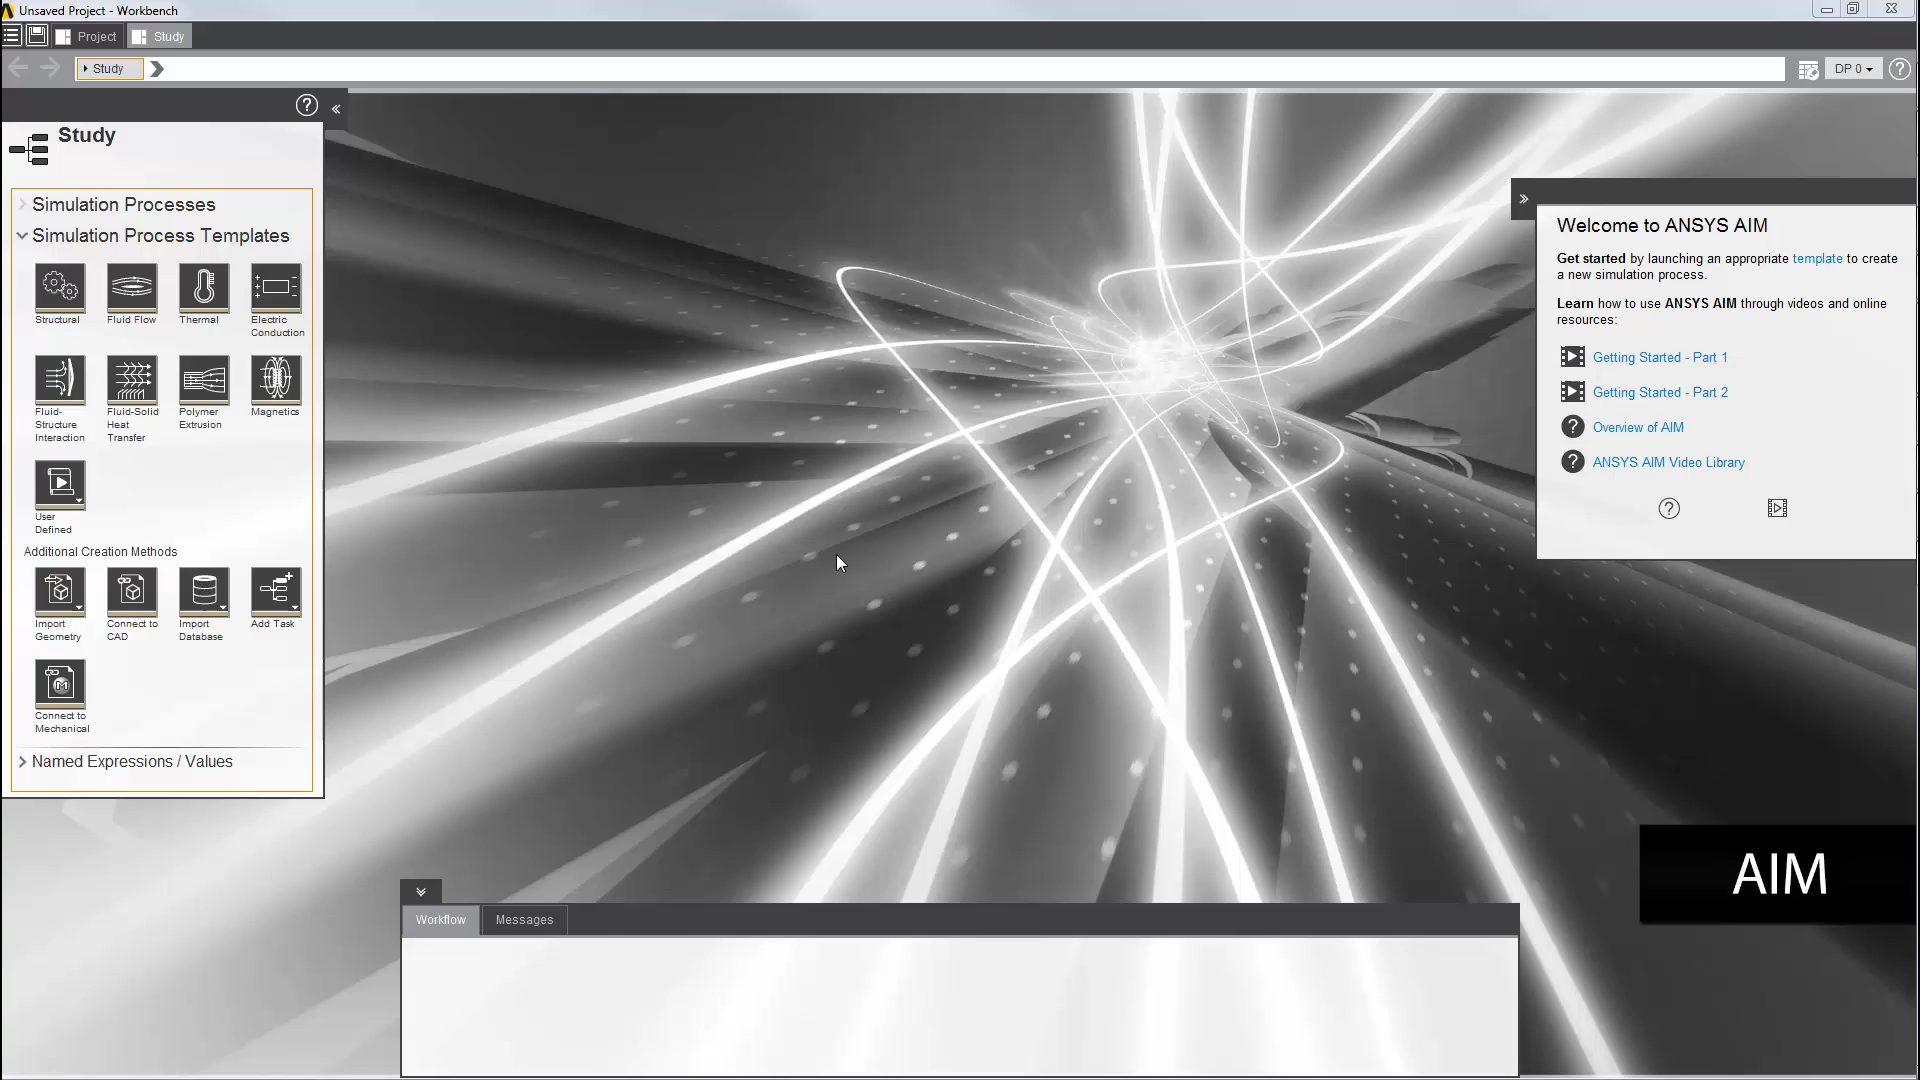 Unsaved Project - Workbench
Project
Study
Study
DP 0
Study
Simulation Processes
Simulation Process Templates
Structural
Fluid Flow
Thermal
Electric
Conduction
Fluid-
Structure
Interaction
Fluid-Solid
Heat
Transfer
Polymer
Extrusion
Magnetics
User
Defined
Additional Creation Methods
Import
Geometry
Connect to
CAD
Import
Database
Add Task
M
Connect to
Mechanical
Named Expressions / Values
Welcome to ANSYS AIM
Get started by launching an appropriate template to create
a new simulation process.
Learn how to use ANSYS AIM through videos and online
resources:
Getting Started - Part 1
Getting Started - Part 2
Overview of AIM
ANSYS AIM Video Library
AIM
Workflow
Messages